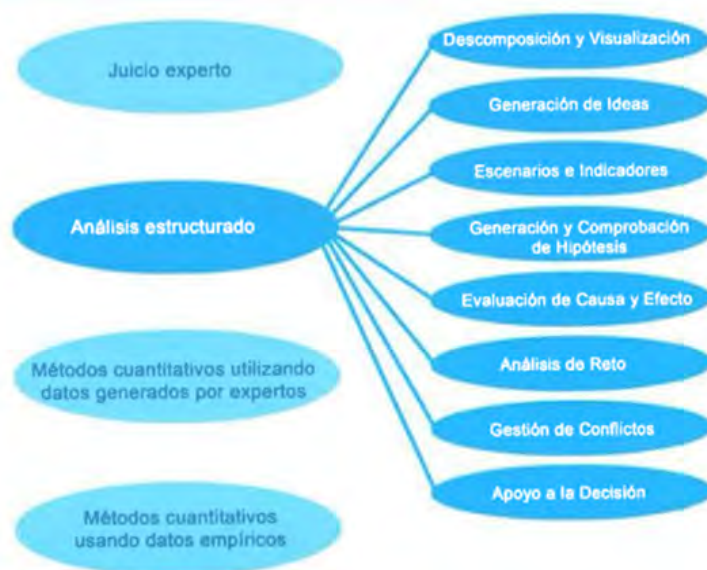 Juicio experto
Análisis estructurado
Métodos cuantitativos utilizando
datos generados por expertos
Métodos cuantitativos
usando datos empíricos
Descomposición y Visualización
Generación de Ideas
Escenarios e Indicadores
Generación y Comprobación
de Hipótesis
Evaluación de Causa y Efecto
Análisis de Reto
Gestión de Conflictos
Apoyo a la Decisión